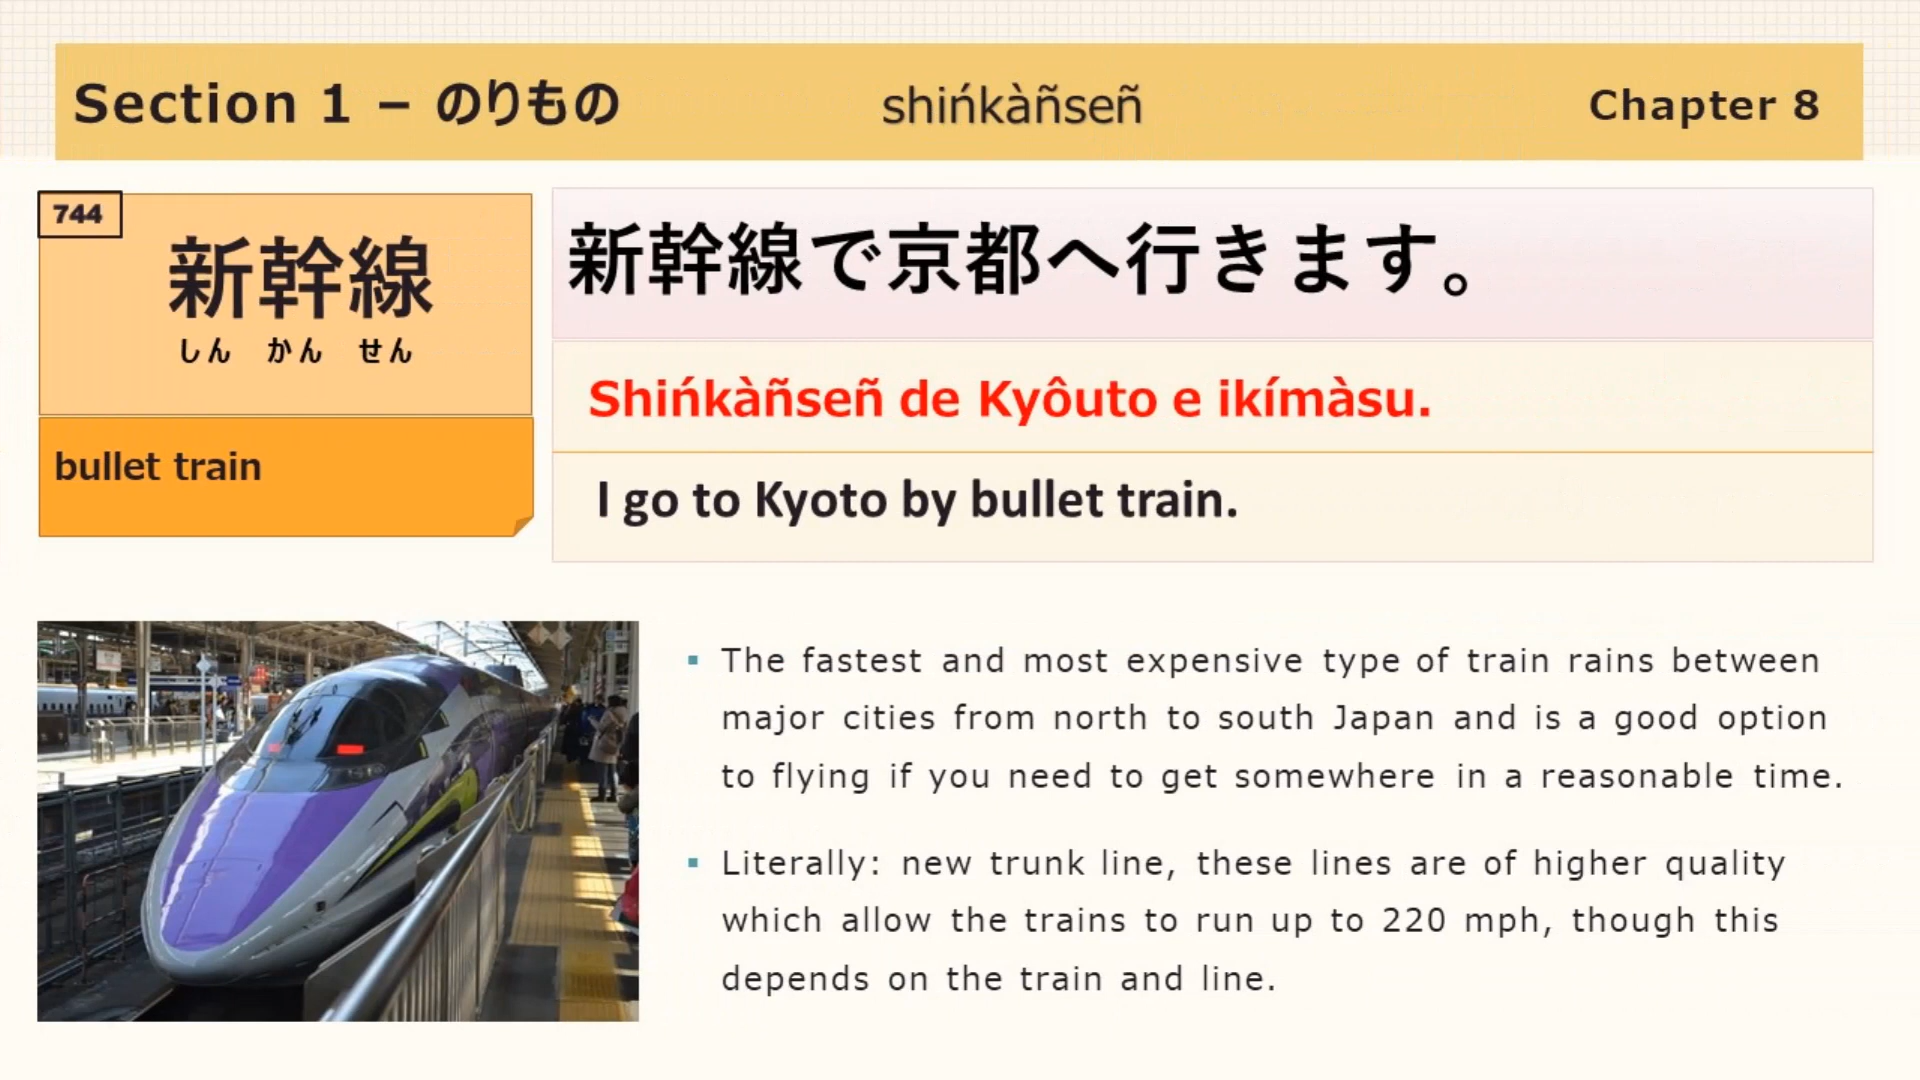 Section 1 – のりもの
shińkàñseñ
Chapter 8
744
新幹線
しん かん せん
bullet train
新幹線で京都へ行きます。
Shińkàñseñ de Kyôuto e ikímàsu.
I go to Kyoto by bullet train.
▪ The fastest and most expensive type of train rains between
major cities from north to south Japan and is a good option
to flying if you need to get somewhere in a reasonable time.
▪ Literally: new trunk line, these lines are of higher quality
which allow the trains to run up to 220 mph, though this
depends on the train and line.